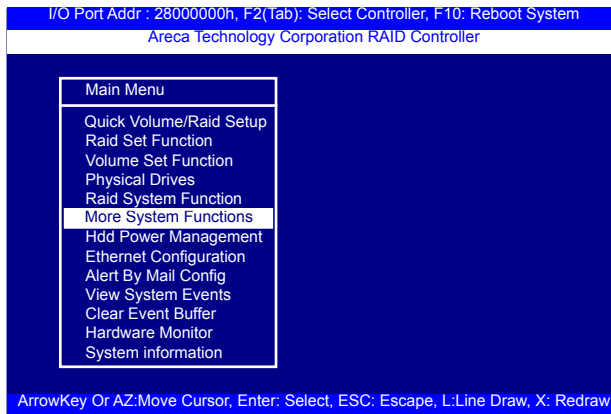 I/O Port Addr : 28000000h, F2(Tab): Select Controller, F10: Reboot System
Areca Technology Corporation RAID Controller
Main Menu
Quick Volume/Raid Setup
Raid Set Function
Volume Set Function
Physical Drives
Raid System Function
More System Functions
Hdd Power Management
Ethernet Configuration
Alert By Mail Config
View System Events
Clear Event Buffer
Hardware Monitor
System information
ArrowKey Or AZ:Move Cursor, Enter: Select, ESC: Escape, L:Line Draw, X: Redraw